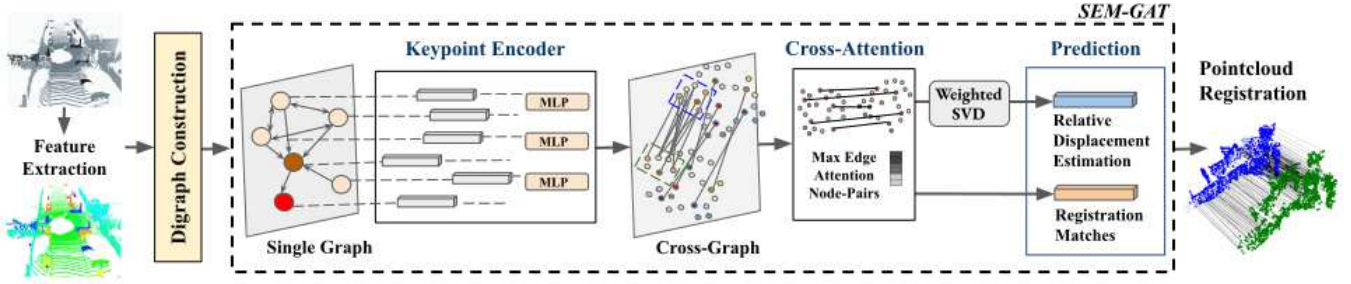 SEM-GAT
Feature
Extraction
Digraph Construction
Keypoint Encoder
Single Graph
MLP
MLP
MLP
Cross-Graph
Cross-Attention
Max Edge
Attention
Node-Pairs
Weighted
SVD
Prediction
Relative
Displacement
Estimation
Registration
Matches
Pointcloud
Registration